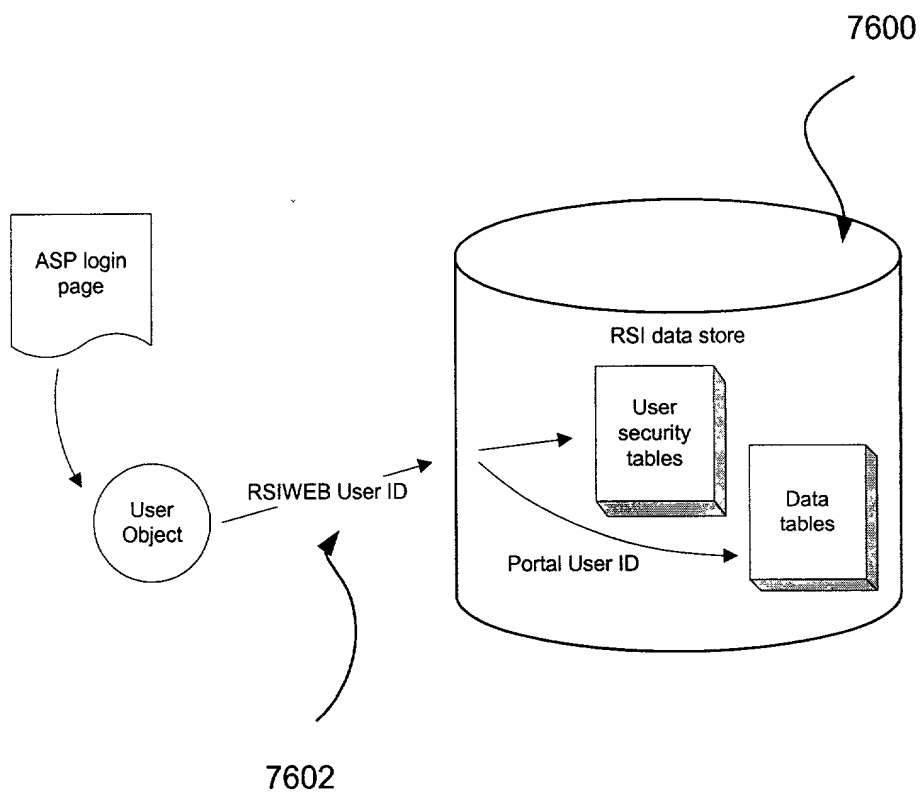 7600
ASP login
page
RSI data store
User
security
tables
RSIWEB User ID
User
Object
Data
tables
Portal User ID
7602